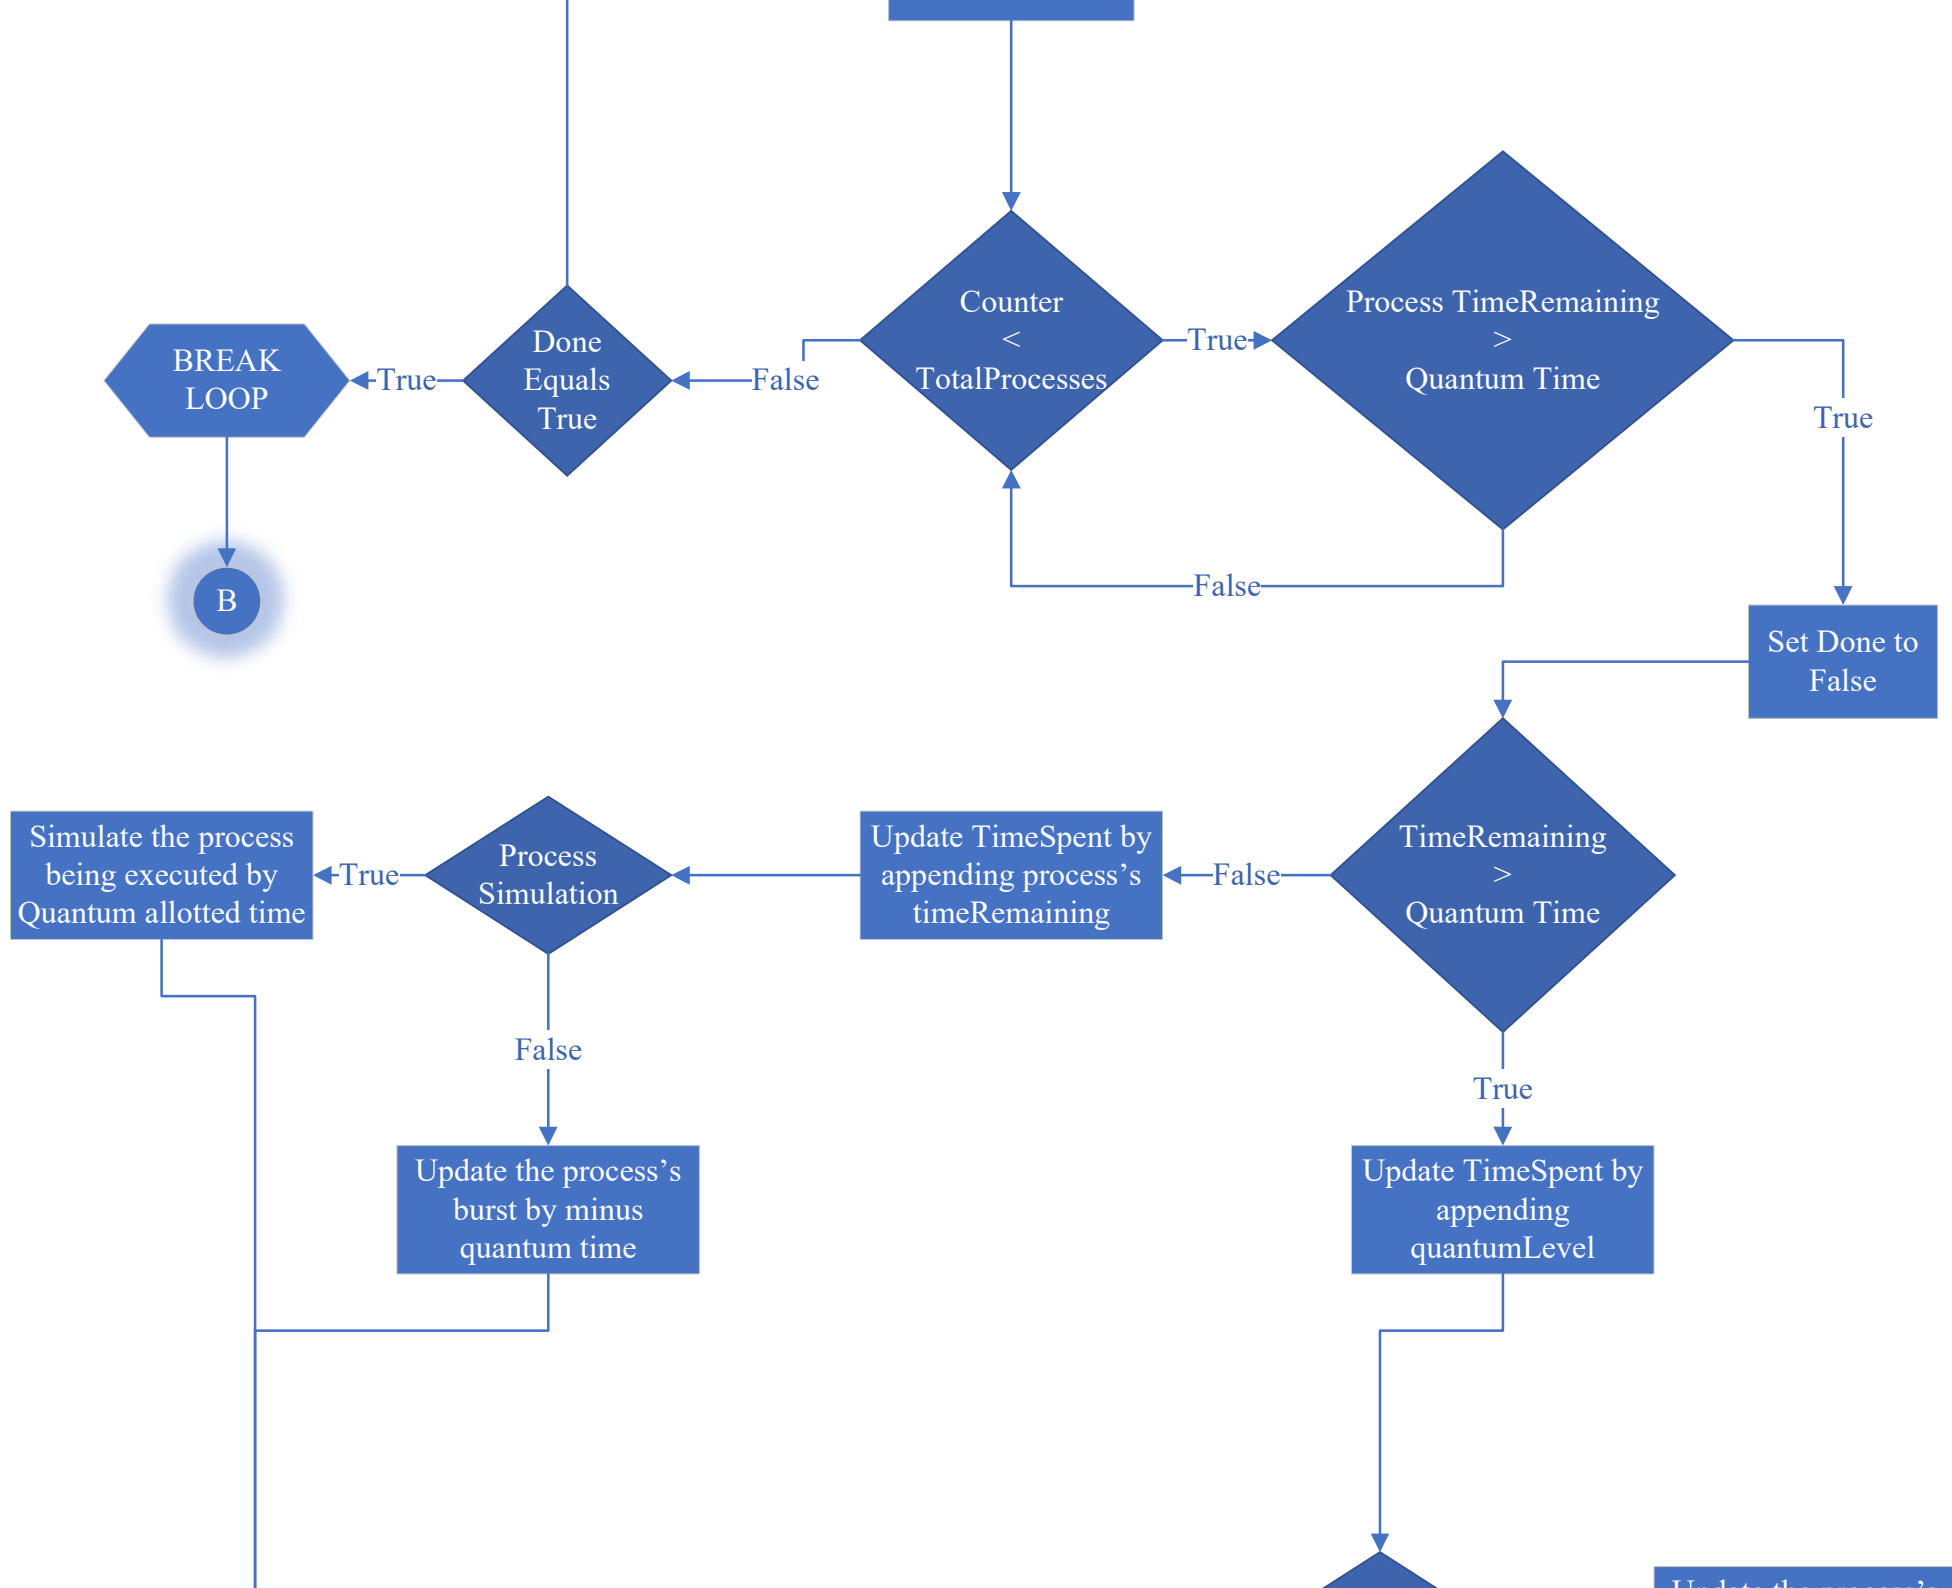 Counter
<
TotalProcesses
True
Process TimeRemaining
>
Quantum Time
True
False
Done
Equals
True
False
True
BREAK
LOOP
B
Set Done to
False
TimeRemaining
>
Quantum Time
False
Update TimeSpent by
appending process’s
timeRemaining
Process
Simulation
True
Simulate the process
being executed by
Quantum allotted time
False
Update the process’s
burst by minus
quantum time
True
Update TimeSpent by
appending
quantumLevel
Update the process’s